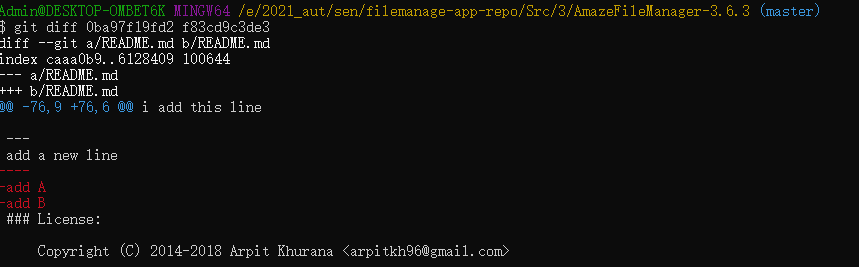 Admin@DESKTOP-OMBET6K MINGW64 /e/2021_aut/sen/filemanage-app-repo/Src/3/AmazeFileManager-3.6.3 (master)
$ git diff 0ba97f19fd2 f83cd9c3de3
diff --git a/README.md b/README.md
index caaa0b9..6128409 100644
--- a/README.md
+++ b/README.md
@@ -76,9 +76,6 @@ i add this line
 ---
 add a new line
----
-add A
-add B
 ### License:
     Copyright (C) 2014-2018 Arpit Khurana <arpitkh96@gmail.com>